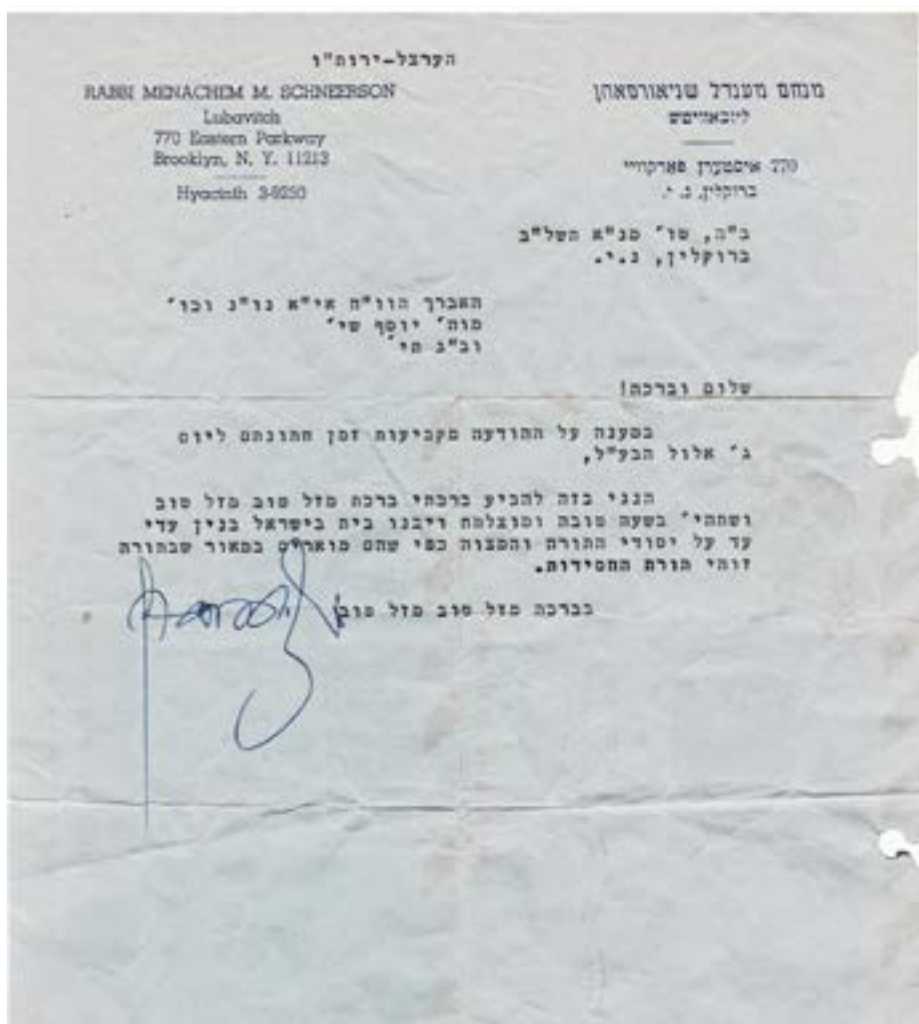 הערצל-ירות"ו
RABBI MENACHEM M. SCHNEERSON
Lubavitch
770 Eastern Parkway
Brooklyn, N. Y. 11213
Hyacinth 3-9250
מנחם מענדל שניאורסאהן
ליובאוויטש
770 איסטערן פארקוויי
ברוקלין, נ. י.
ב"ה, טו' מנ"א תשל"ב
ברוקלין, נ.י.
האברך הוו"ח אי"א נו"נ וכו'
מוה' יוסף שי'
וב"ג תי'
שלום וברכה!
במענה על ההודעה מקביעות זמן חתונתם ליום
ג' אלול הבע"ל,
הנני בזה להביע ברכתי ברכת מזל טוב מזל טוב
ושתהי' בשעה טובה ומוצלחת ויבנו בית בישראל בנין עדי
עד על יסודי התורה והמצוה כפי שהם מוארים במאור שבתורה
זוהי תורת החסידות.
בברכה מזל טוב מזל טוב